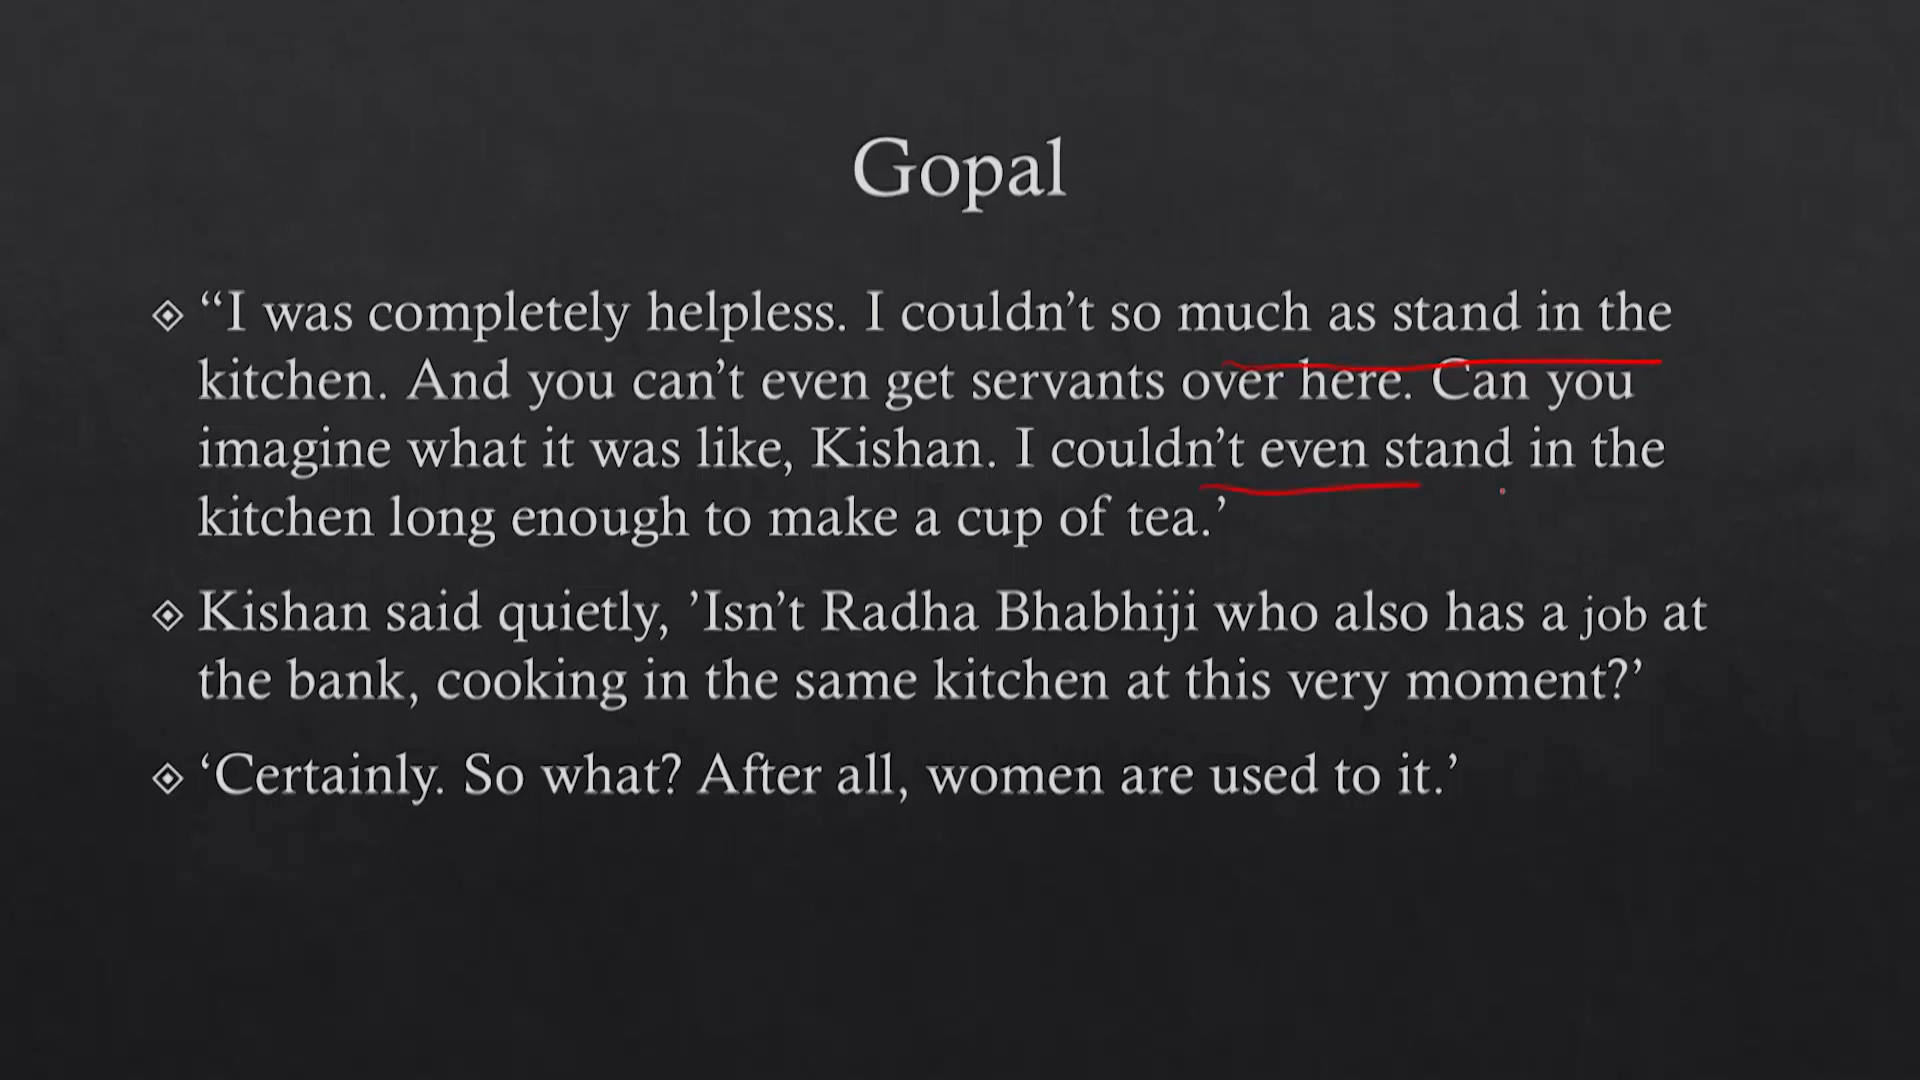 Gopal
“I was completely helpless. I couldn’t so much as stand in the
kitchen. And you can’t even get servants over here. Can you
imagine what it was like, Kishan. I couldn’t even stand in the
kitchen long enough to make a cup of tea.’
Kishan said quietly, ’Isn’t Radha Bhabhiji who also has a job at
the bank, cooking in the same kitchen at this very moment?’
‘Certainly. So what? After all, women are used to it.’